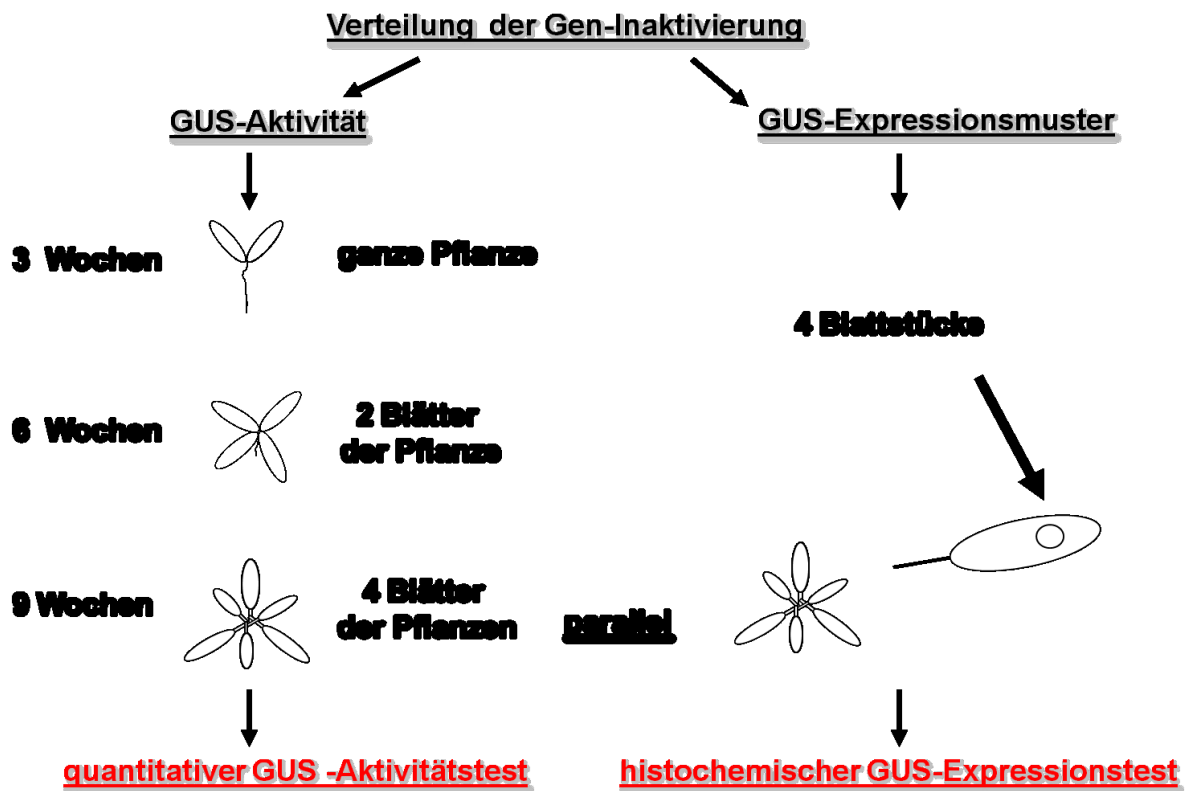 Verteilung der Gen-Inaktivierung
GUS-Aktivität
GUS-Expressionsmuster
3 Wochen
ganze Pflanze
4 Blattstücke
6 Wochen
2 Blätter
der Pflanze
9 Wochen
4 Blätter
der Pflanzen
parallel
quantitativer GUS -Aktivitätstest
histochemischer GUS-Expressionstest